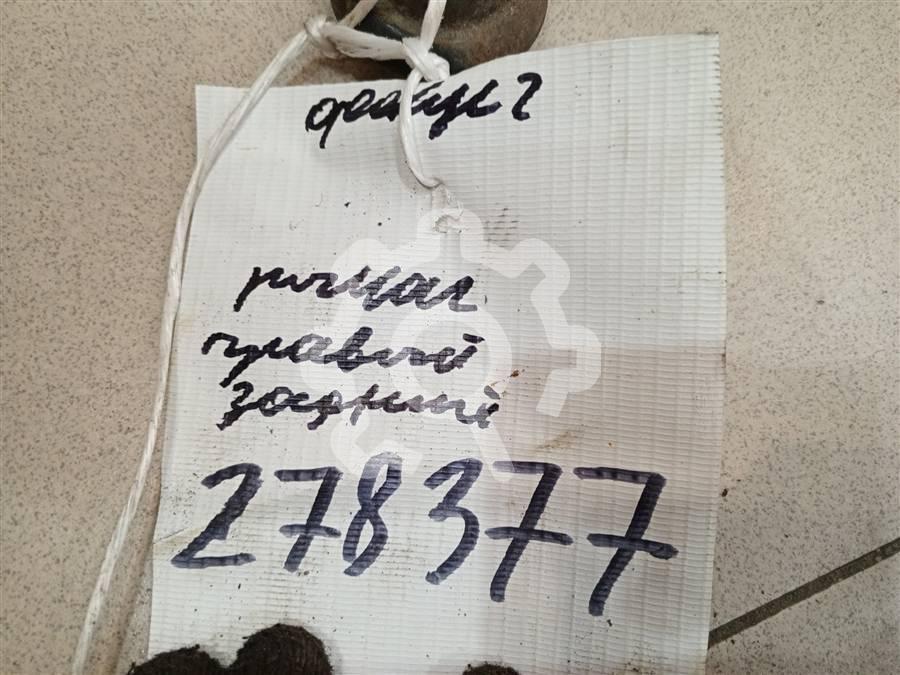 фокус 2
рычаг
правый
задний
278377